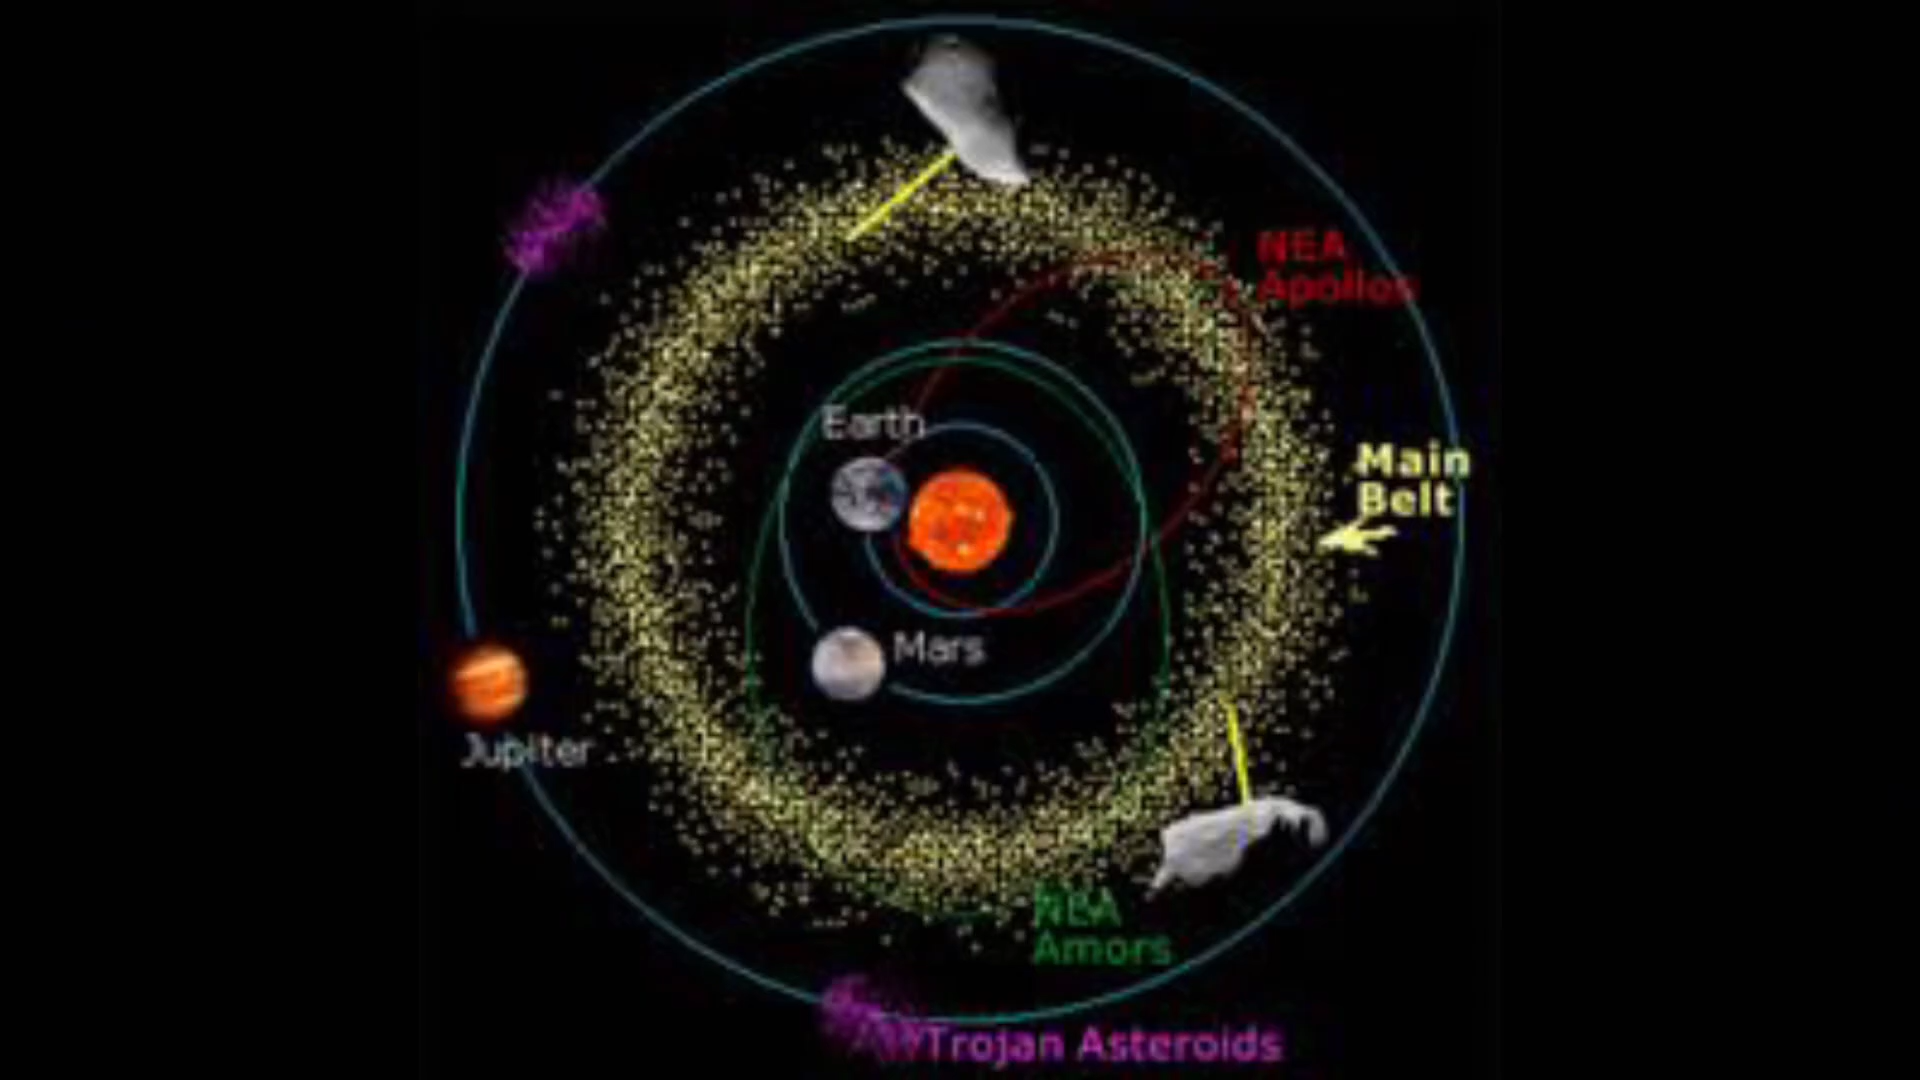 NEA
Apollos
Earth
Main
Belt
Mars
Jupiter
NEA
Amors
Trojan Asteroids